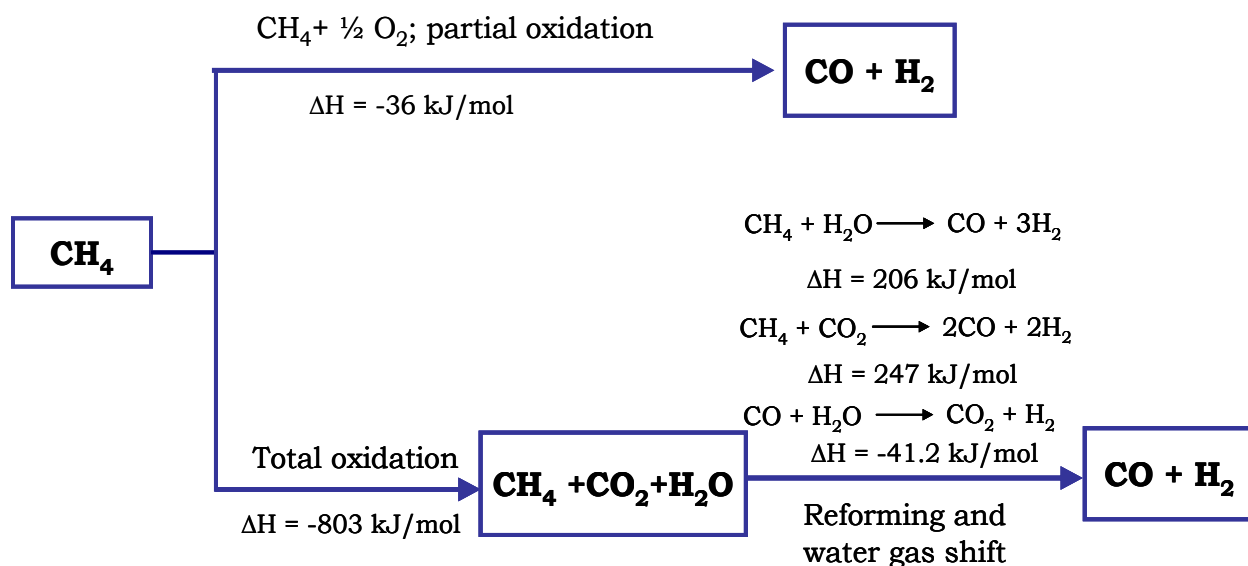 CH₄+ ½ O₂; partial oxidation
CO + H₂
ΔH = -36 kJ/mol
CH₄
CH₄ + H₂O → CO + 3H₂
ΔH = 206 kJ/mol
CH₄ + CO₂ → 2CO + 2H₂
ΔH = 247 kJ/mol
CO + H₂O → CO₂ + H₂
ΔH = -41.2 kJ/mol
Total oxidation
ΔH = -803 kJ/mol
CH₄ +CO₂+H₂O
CO + H₂
Reforming and
water gas shift